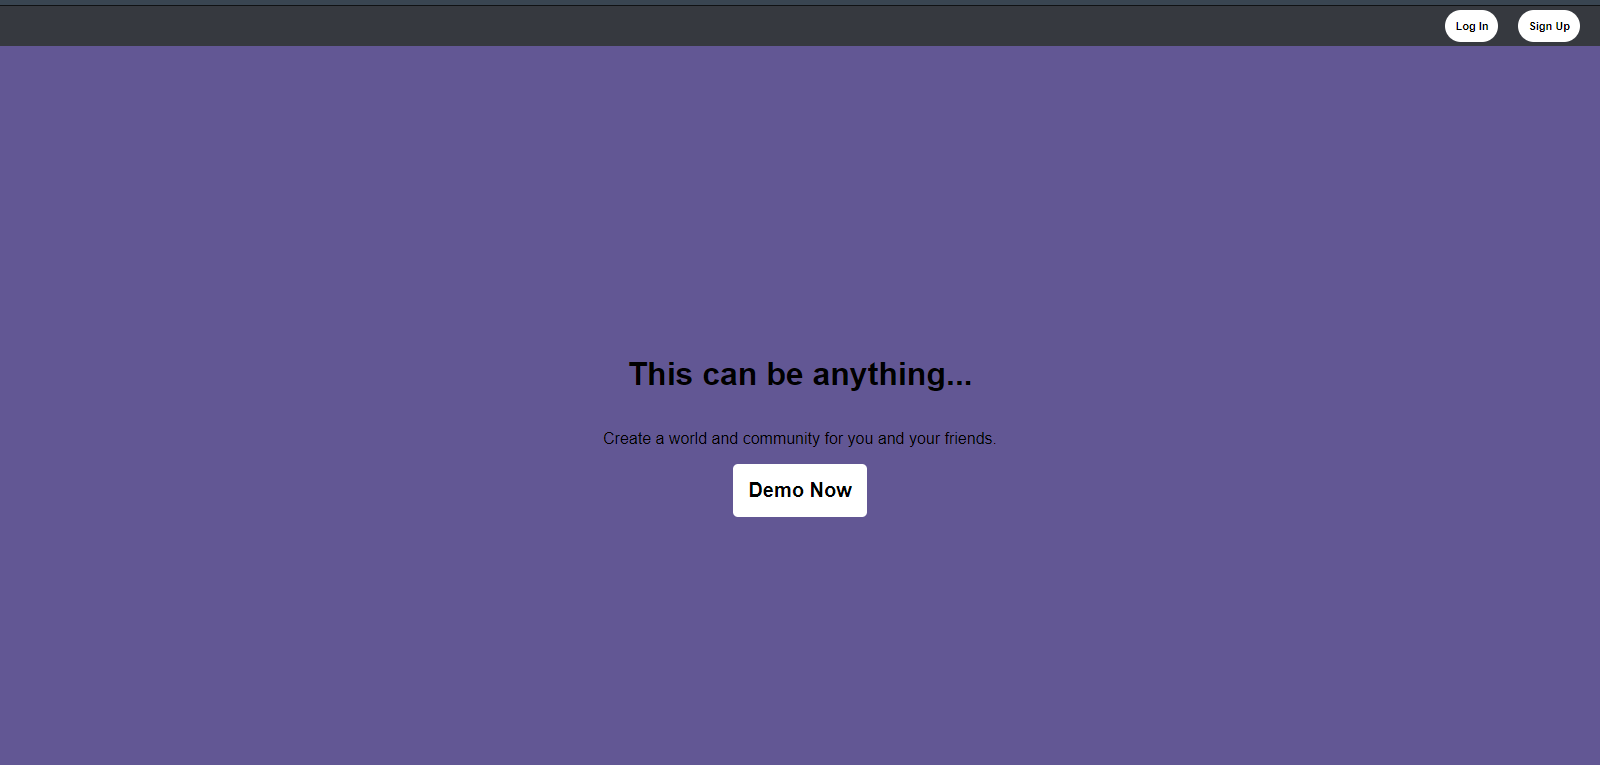 Log In
Sign Up
This can be anything...
Create a world and community for you and your friends.
Demo Now